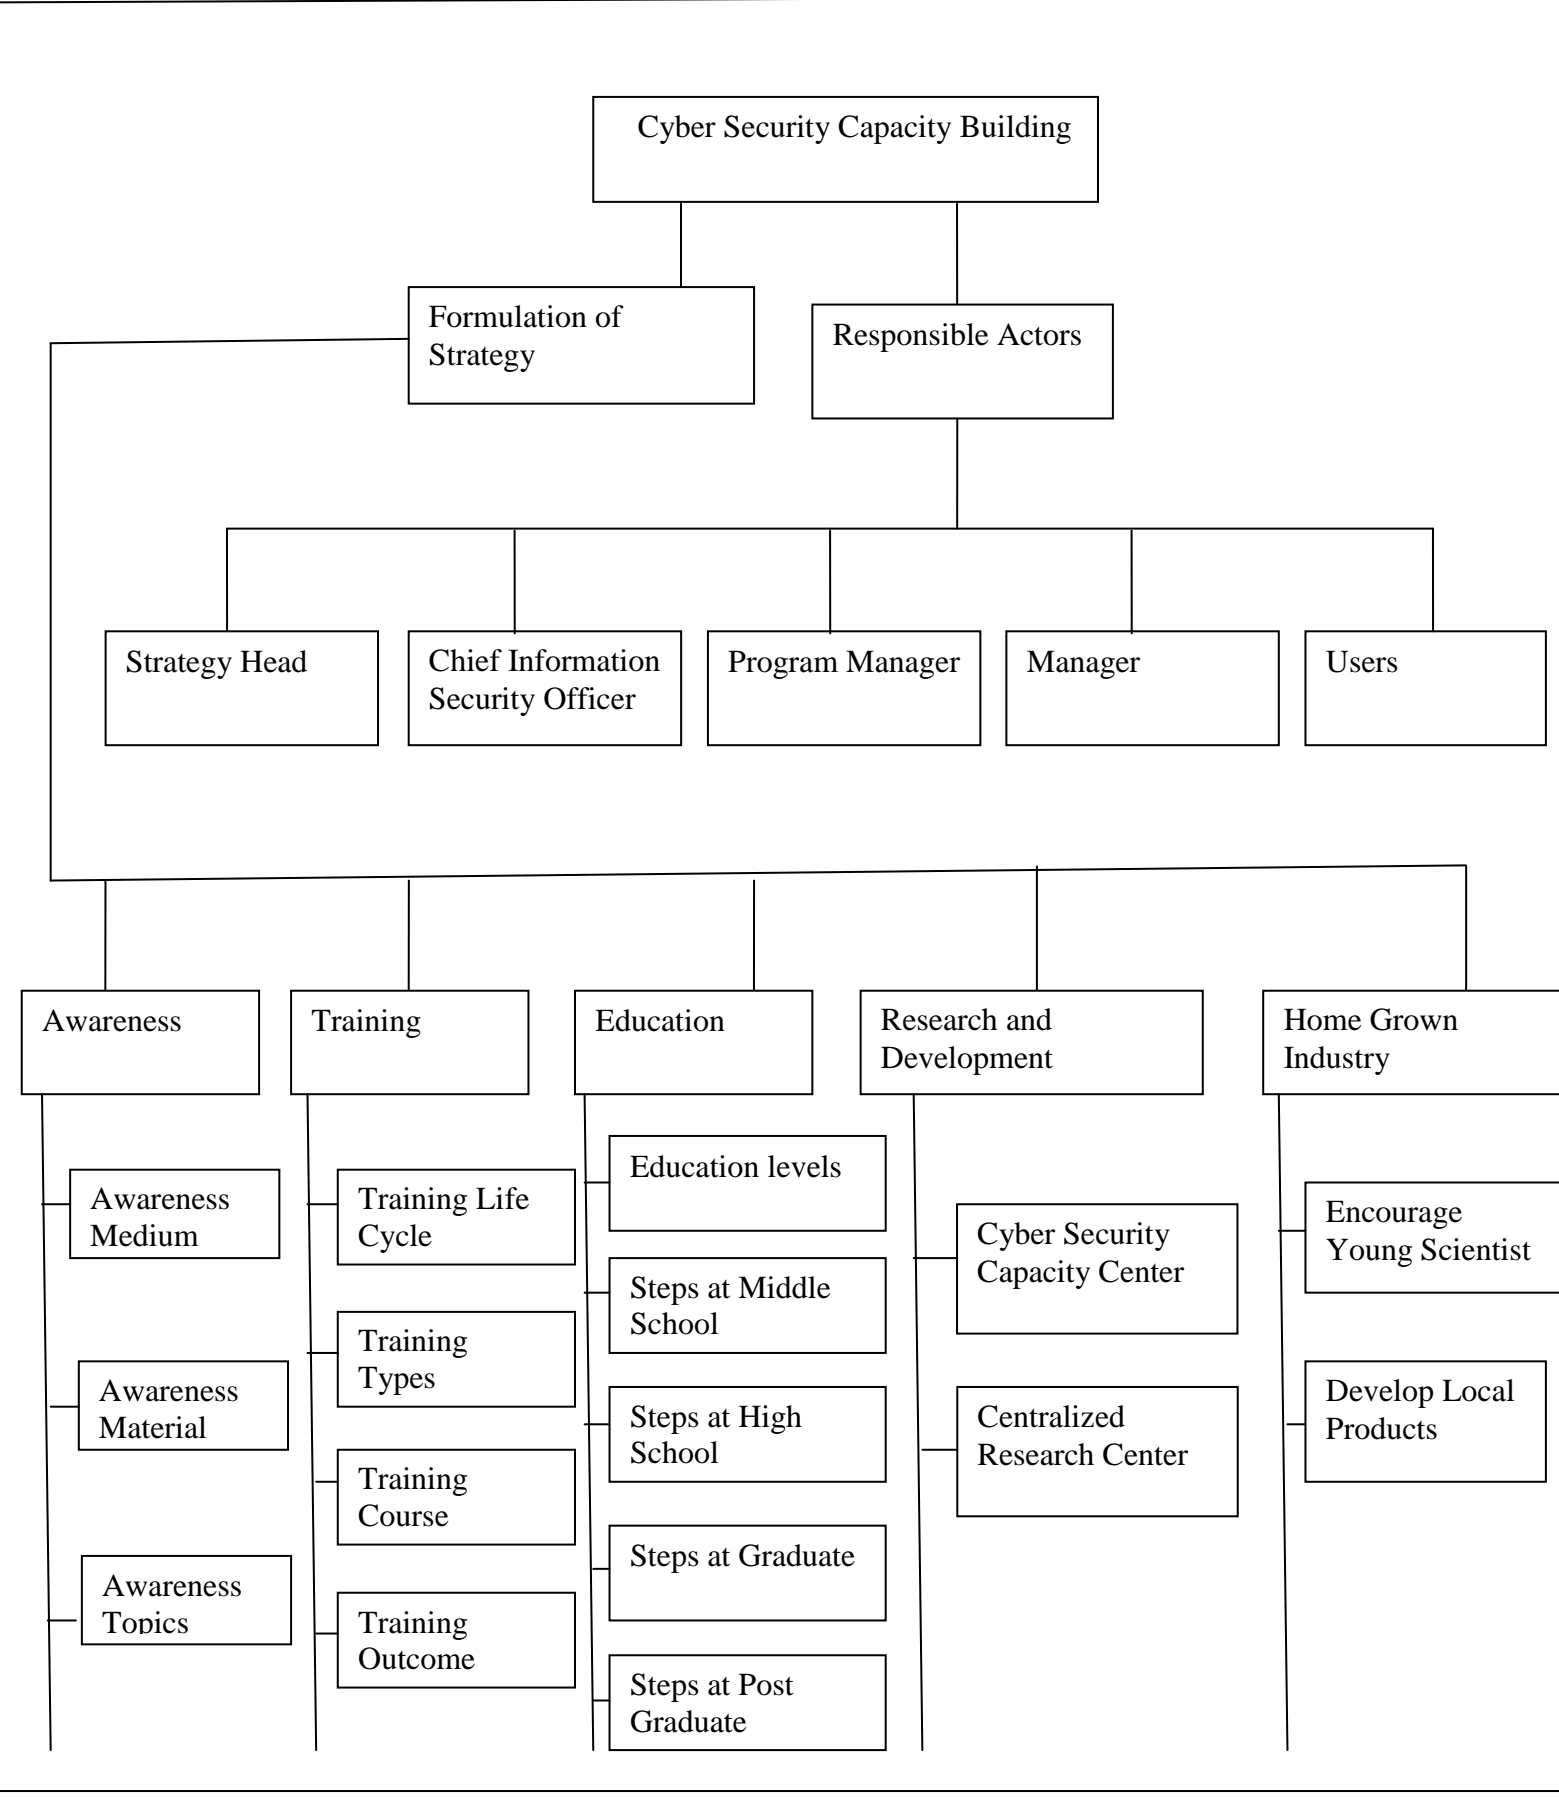 Cyber Security Capacity Building
Formulation of
Strategy
Responsible Actors
Strategy Head
Chief Information
Security Officer
Program Manager
Manager
Users
Awareness
Training
Education
Research and
Development
Home Grown
Industry
Awareness
Medium
Awareness
Material
Awareness
Topics
Training Life
Cycle
Training
Types
Training
Course
Training
Outcome
Education levels
Steps at Middle
School
Steps at High
School
Steps at Graduate
Steps at Post
Graduate
Cyber Security
Capacity Center
Centralized
Research Center
Encourage
Young Scientist
Develop Local
Products